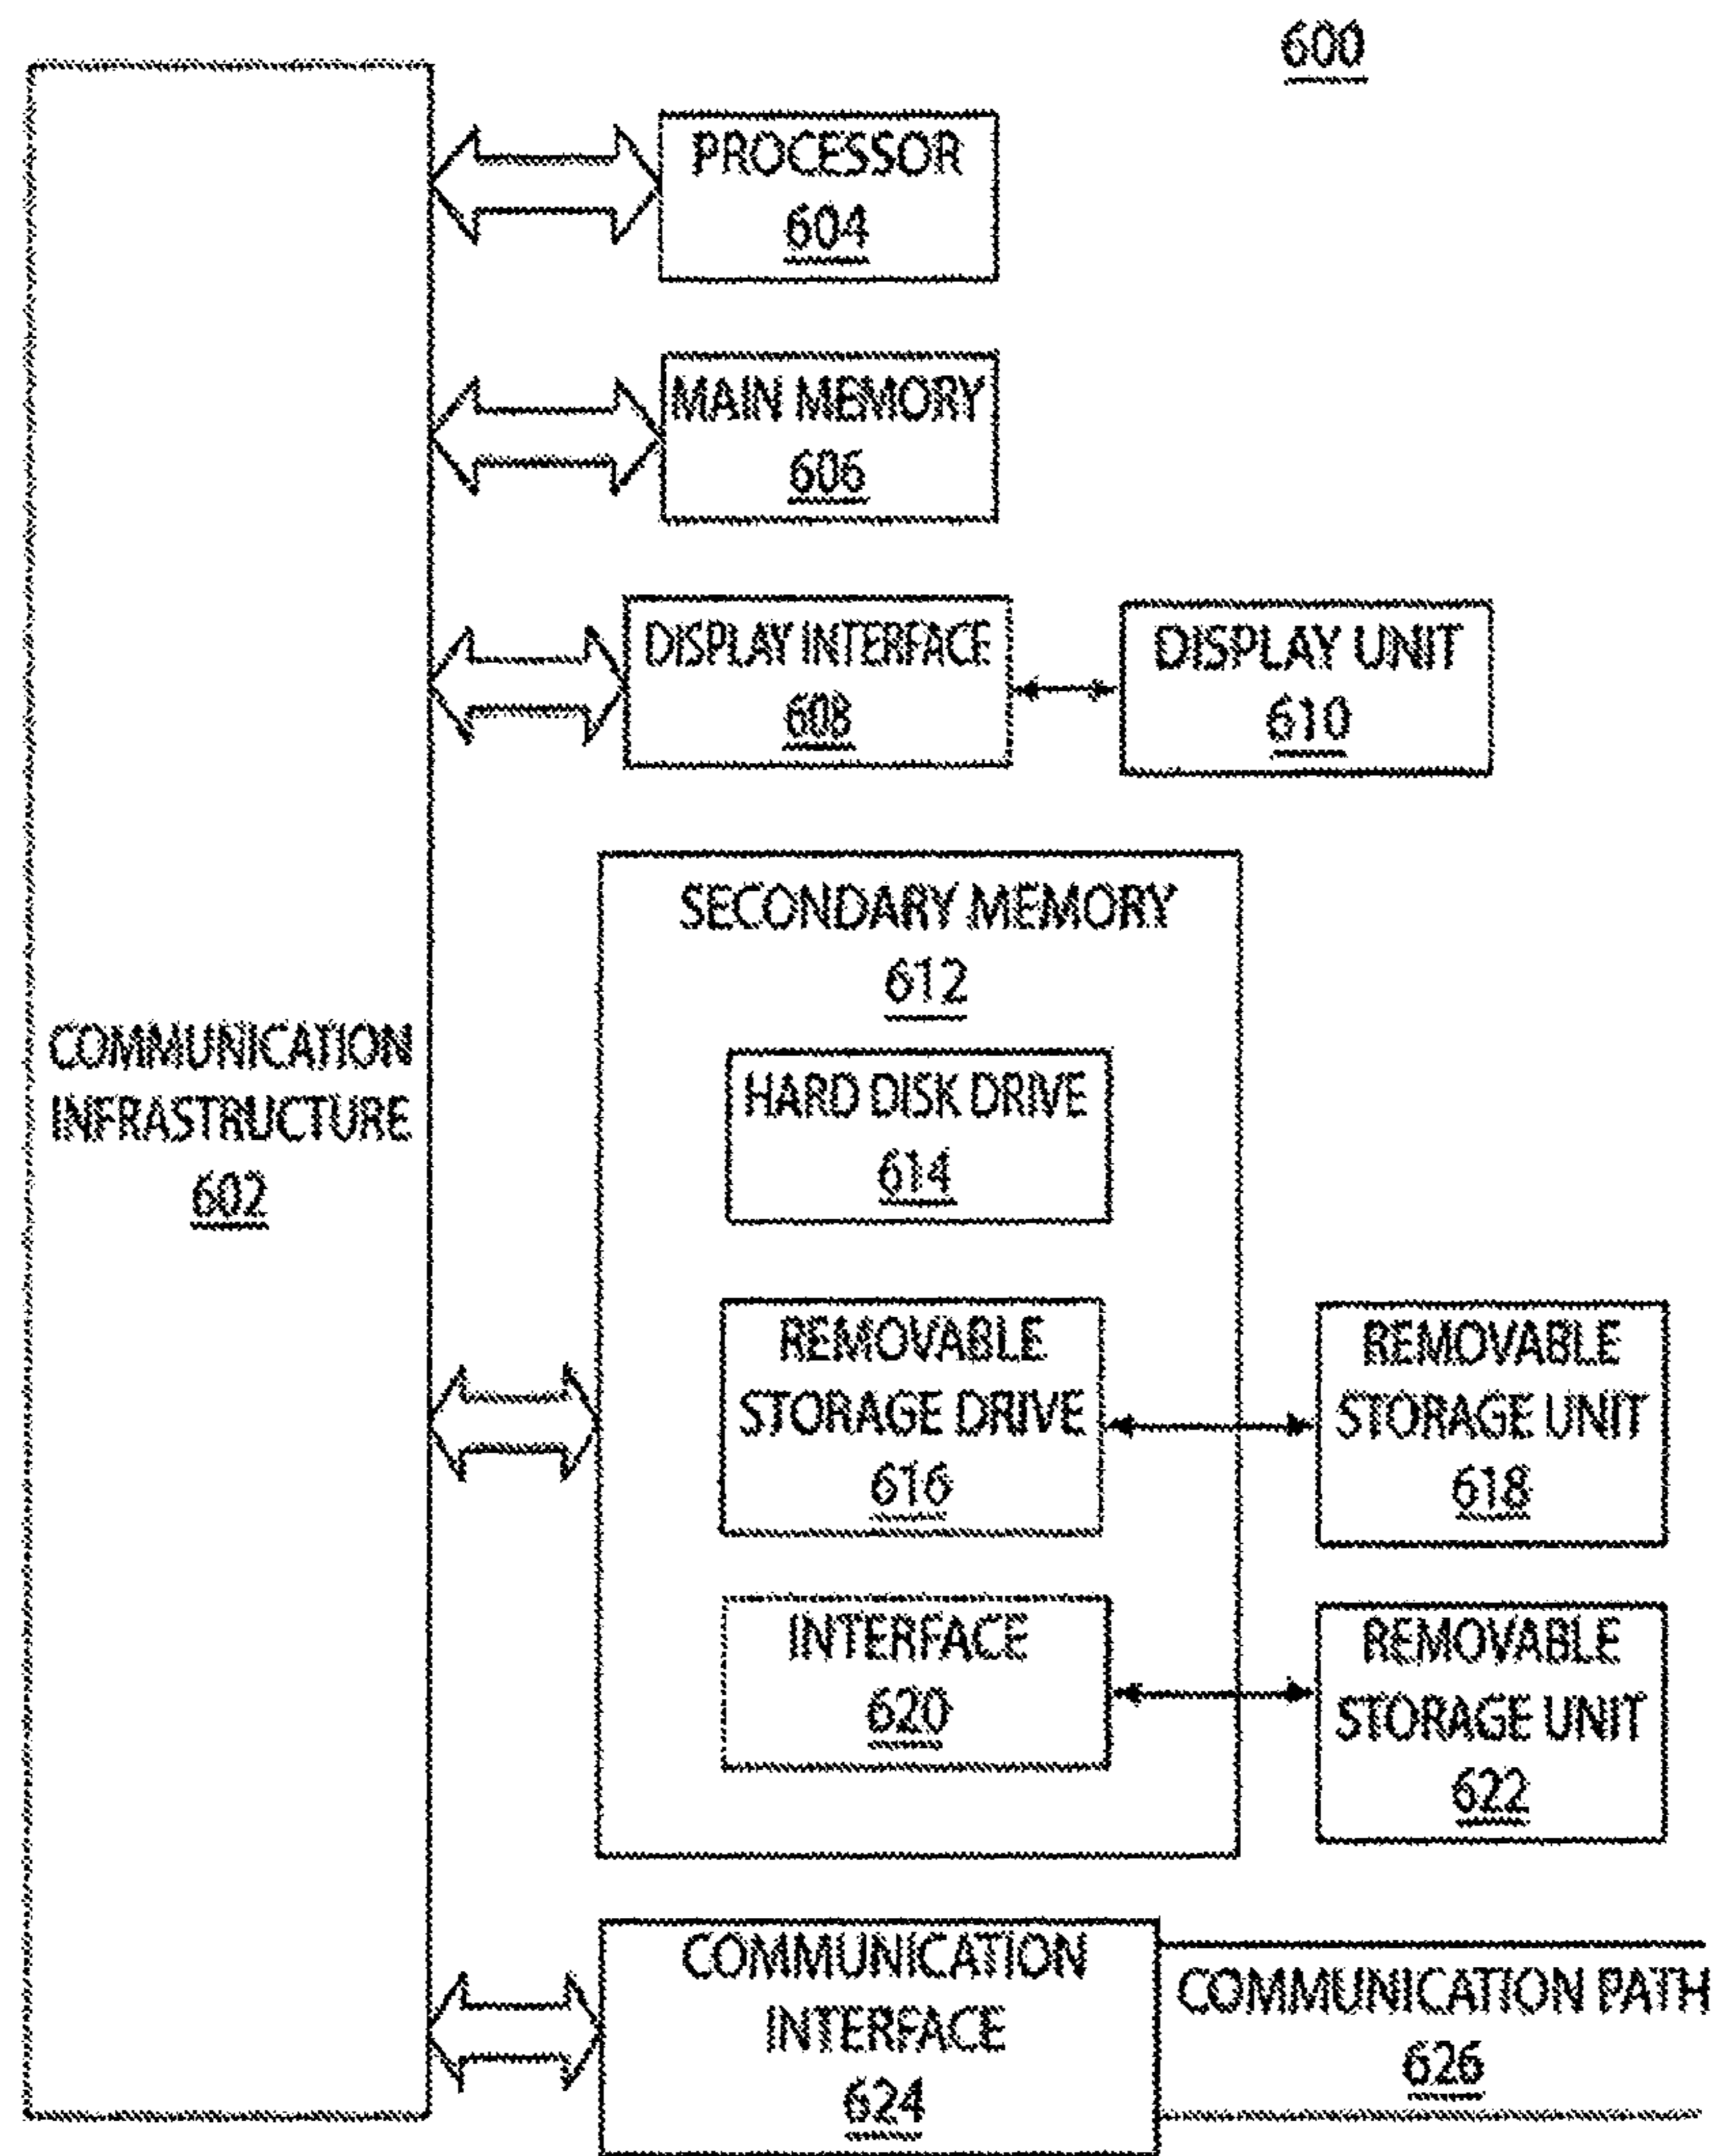 600
PROCESSOR
604
MAIN MEMORY
606
DISPLAY INTERFACE
608
DISPLAY UNIT
610
SECONDARY MEMORY
612
HARD DISK DRIVE
614
COMMUNICATION
INFRASTRUCTURE
602
REMOVABLE
STORAGE DRIVE
616
REMOVABLE
STORAGE UNIT
618
INTERFACE
620
REMOVABLE
STORAGE UNIT
622
COMMUNICATION
INTERFACE
624
COMMUNICATION PATH
626